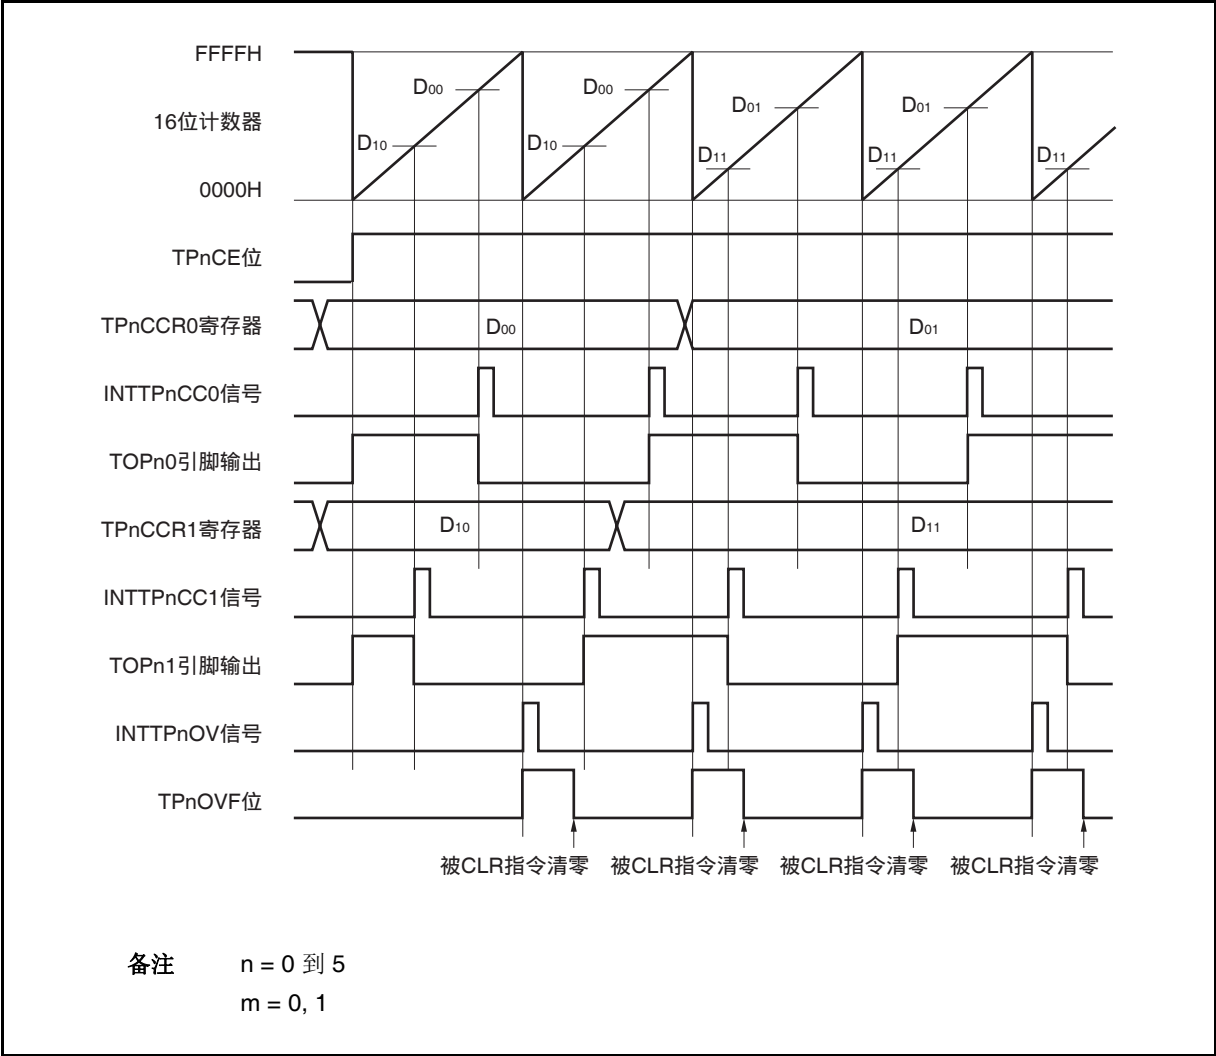 FFFFH
16位计数器
0000H
D00
D00
D01
D01
D10
D10
D11
D11
D11
TPnCE位
TPnCCR0寄存器
D00
D01
INTTPnCC0信号
TOPn0引脚输出
TPnCCR1寄存器
D10
D11
INTTPnCC1信号
TOPn1引脚输出
INTTPnOV信号
TPnOVF位
被CLR指令清零 被CLR指令清零 被CLR指令清零 被CLR指令清零
备注 n = 0 到 5
m = 0, 1